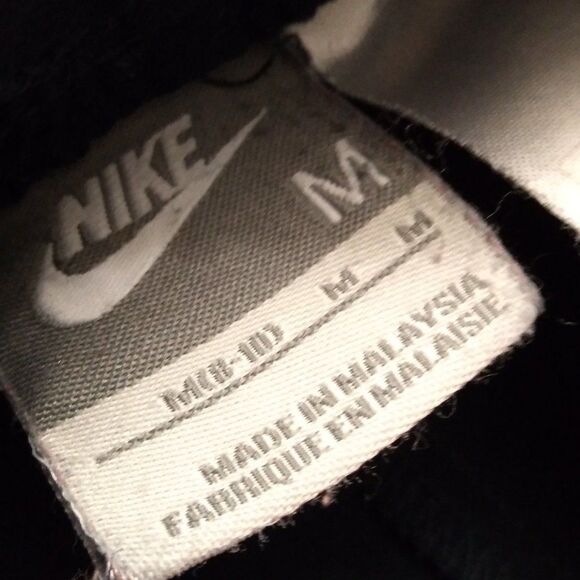 NIKE M
M(8-10) M M
MADE IN MALAYSIA
FABRIQUE EN MALAISIE